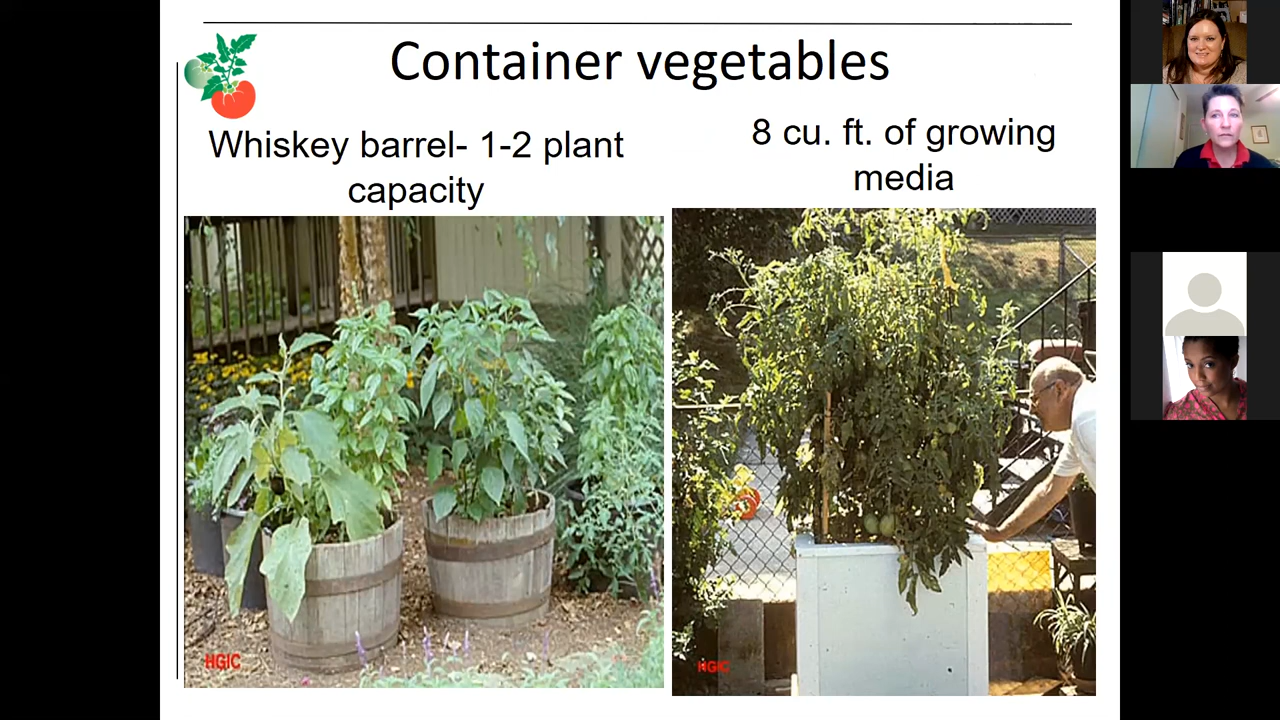 Container vegetables
Whiskey barrel- 1-2 plant
capacity
8 cu. ft. of growing
media
HGIC
HGIC